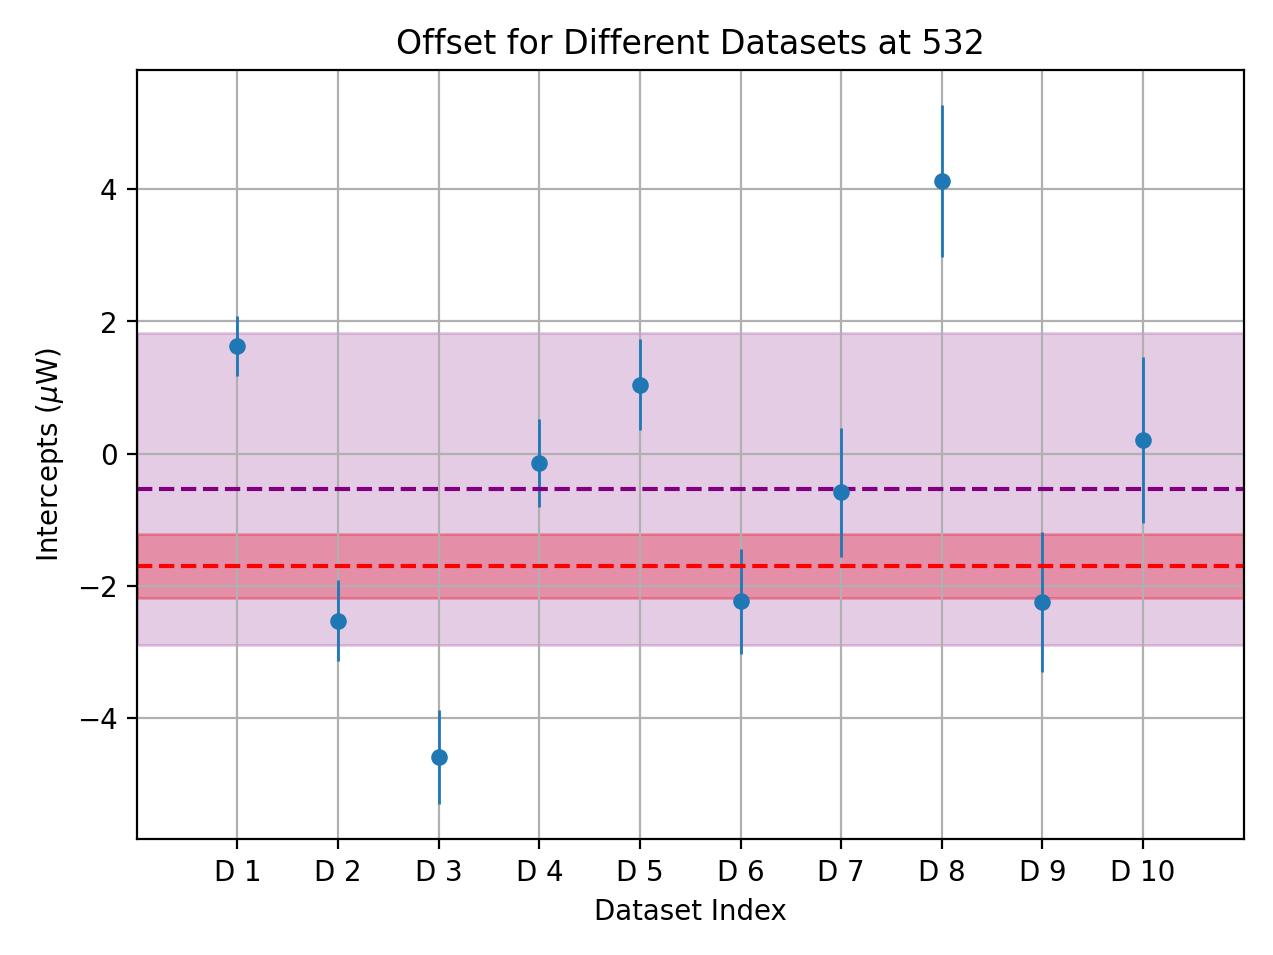 Offset for Different Datasets at 532
Intercepts (μW)
4
2
0
−2
−4
D 1 D 2 D 3 D 4 D 5 D 6 D 7 D 8 D 9 D 10
Dataset Index